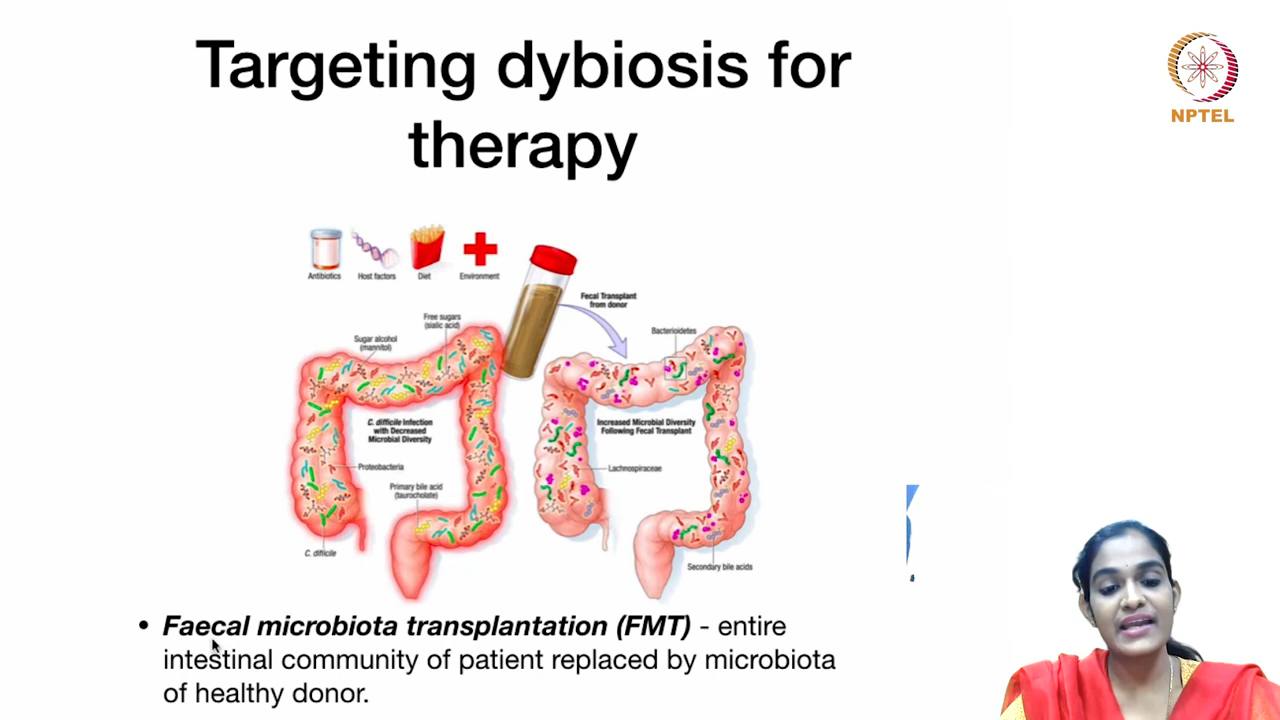 Targeting dybiosis for
therapy
NPTEL
Antibiotics
Host factors
Diet
Environment
Fecal Transplant
from donor
Free sugars
(sialic acid)
Sugar alcohol
(mannitol)
Bacterioidetes
C. difficile Infection
with Decreased
Microbial Diversity
Increased Microbial Diversity
Following Fecal Transplant
Proteobacteria
Lachnospiraceae
Primary bile acid
(taurocholate)
C. difficile
Secondary bile acids
• Faecal microbiota transplantation (FMT) - entire
intestinal community of patient replaced by microbiota
of healthy donor.